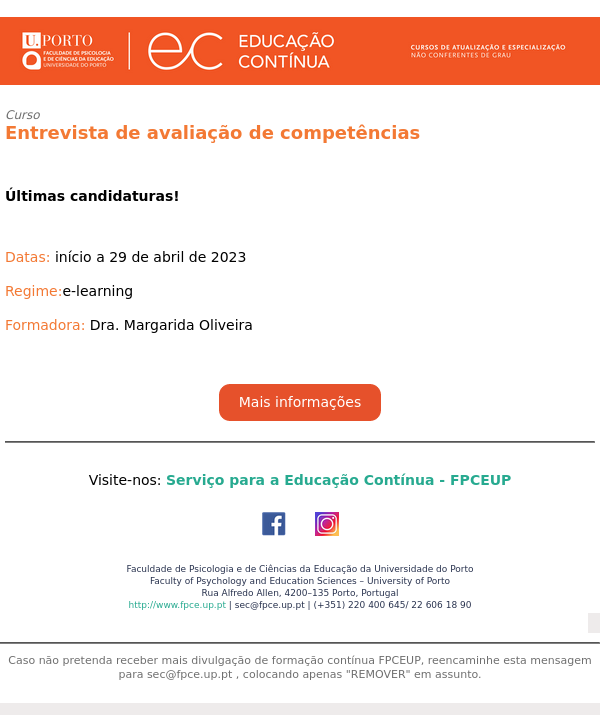 U.PORTO
FACULDADE DE PSICOLOGIA
E DE CIÊNCIAS DA EDUCAÇÃO
UNIVERSIDADE DO PORTO
ec EDUCAÇÃO
CONTÍNUA
CURSOS DE ATUALIZAÇÃO E ESPECIALIZAÇÃO
NÃO CONFERENTES DE GRAU
Curso
Entrevista de avaliação de competências
Últimas candidaturas!
Datas: início a 29 de abril de 2023
Regime:e-learning
Formadora: Dra. Margarida Oliveira
Mais informações
Visite-nos: Serviço para a Educação Contínua - FPCEUP
Faculdade de Psicologia e de Ciências da Educação da Universidade do Porto
Faculty of Psychology and Education Sciences – University of Porto
Rua Alfredo Allen, 4200–135 Porto, Portugal
http://www.fpce.up.pt | sec@fpce.up.pt | (+351) 220 400 645/ 22 606 18 90
Caso não pretenda receber mais divulgação de formação contínua FPCEUP, reencaminhe esta mensagem
para sec@fpce.up.pt , colocando apenas "REMOVER" em assunto.